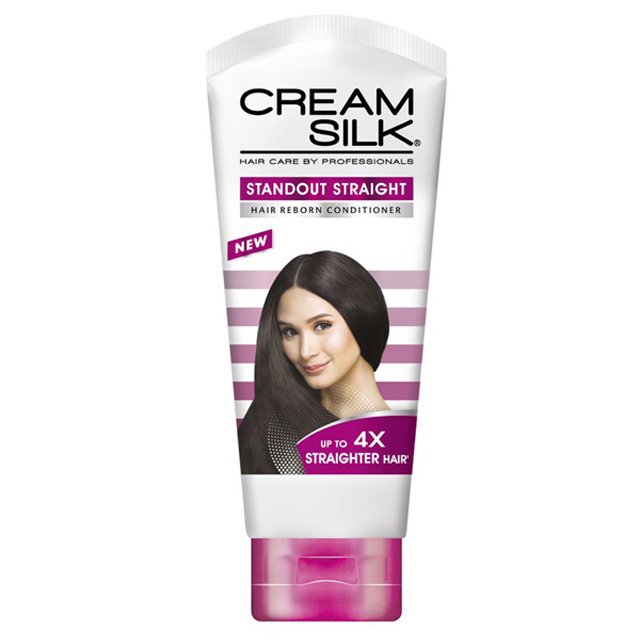 CREAM
SILK®
HAIR CARE BY PROFESSIONALS
STANDOUT STRAIGHT
HAIR REBORN CONDITIONER
NEW
UP TO 4X
STRAIGHTER HAIR